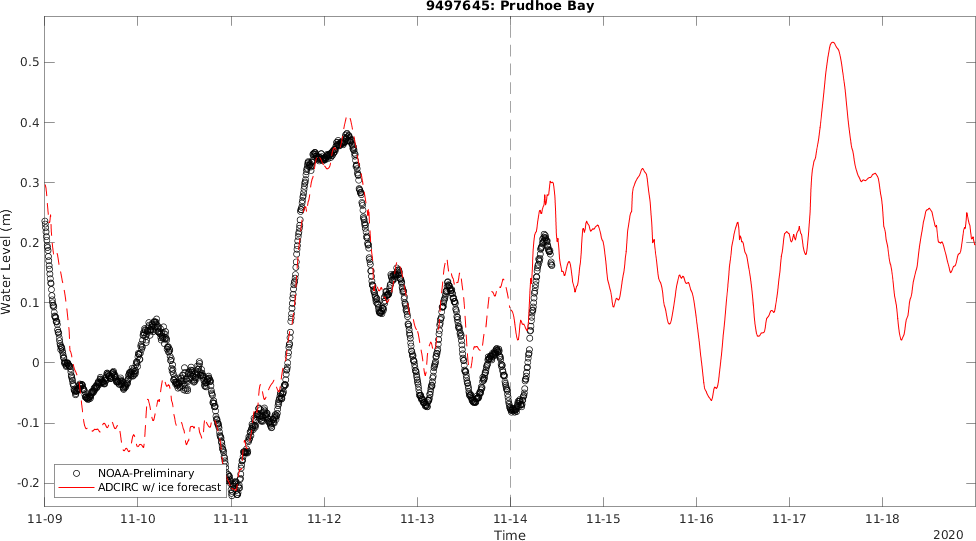 9497645: Prudhoe Bay
Water Level (m)
0.5
0.4
0.3
0.2
0.1
0
-0.1
-0.2
NOAA-Preliminary
ADCIRC w/ ice forecast
11-09 11-10 11-11 11-12 11-13 11-14 11-15 11-16 11-17 11-18
Time
2020